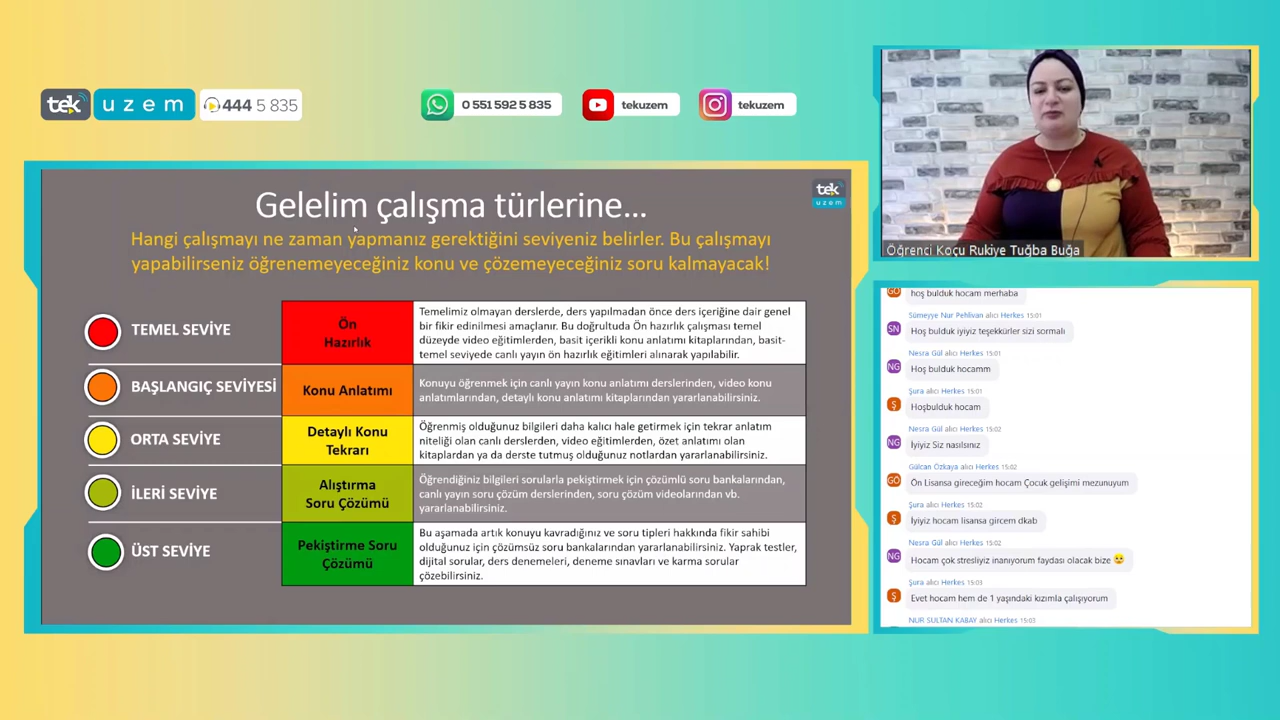 tek
uzem
444 5 835
0 551 592 5 835
tekuzem
tekuzem
Gelelim çalışma türlerine...
tek
uzem
Hangi çalışmayı ne zaman yapmanız gerektiğini seviyeniz belirler. Bu çalışmayı
yapabilirseniz öğrenemeyeceğiniz konu ve çözemeyeceğiniz soru kalmayacak!
TEMEL SEVİYE
Ön
Hazırlık
Temelimiz olmayan derslerde, ders yapılmadan önce ders içeriğine dair genel
bir fikir edinilmesi amaçlanır. Bu doğrultuda Ön hazırlık çalışması temel
düzeyde video eğitimlerden, basit içerikli konu anlatımı kitaplarından, basit-
temel seviyede canlı yayın ön hazırlık eğitimleri alınarak yapılabilir.
BAŞLANGIÇ SEVİYESİ
Konu Anlatımı
Konuyu öğrenmek için canlı yayın konu anlatımı derslerinden, video konu
anlatımlarından, detaylı konu anlatımı kitaplarından yararlanabilirsiniz.
ORTA SEVİYE
Detaylı Konu
Tekrarı
Öğrenmiş olduğunuz bilgileri daha kalıcı hale getirmek için tekrar anlatım
niteliği olan canlı derslerden, video eğitimlerden, özet anlatımı olan
kitaplardan ya da derste tutmuş olduğunuz notlardan yararlanabilirsiniz.
İLERİ SEVİYE
Alıştırma
Soru Çözümü
Öğrendiğiniz bilgileri sorularla pekiştirmek için çözümlü soru bankalarından,
canlı yayın soru çözüm derslerinden, soru çözüm videolarından vb.
yararlanabilirsiniz.
ÜST SEVİYE
Pekiştirme Soru
Çözümü
Bu aşamada artık konuyu kavradığınız ve soru tipleri hakkında fikir sahibi
olduğunuz için çözümsüz soru bankalarından yararlanabilirsiniz. Yaprak testler,
dijital sorular, ders denemeleri, deneme sınavları ve karma sorular
çözebilirsiniz.
Öğrenci Koçu Rukiye Tuğba Buğa
GÖ
hoş bulduk hocam merhaba
Sümeyye Nur Pehlivan alıcı Herkes 15:01
SN
Hoş bulduk iyiyiz teşekkürler sizi sormalı
Nesra Gül alıcı Herkes 15:01
NG
Hoş bulduk hocamm
Şura alıcı Herkes 15:01
Ş
Hoşbulduk hocam
Nesra Gül alıcı Herkes 15:02
NG
İyiyiz Siz nasılsınız
Gülcan Özkaya alıcı Herkes 15:02
GÖ
Ön Lisansa gireceğim hocam Çocuk gelişimi mezunuyum
Şura alıcı Herkes 15:02
Ş
İyiyiz hocam lisansa gircem dkab
Nesra Gül alıcı Herkes 15:02
NG
Hocam çok stresliyiz inanıyorum faydası olacak bize 🥲
Şura alıcı Herkes 15:03
Ş
Evet hocam hem de 1 yaşındaki kızımla çalışıyorum
NUR SULTAN KABAY alıcı Herkes 15:03